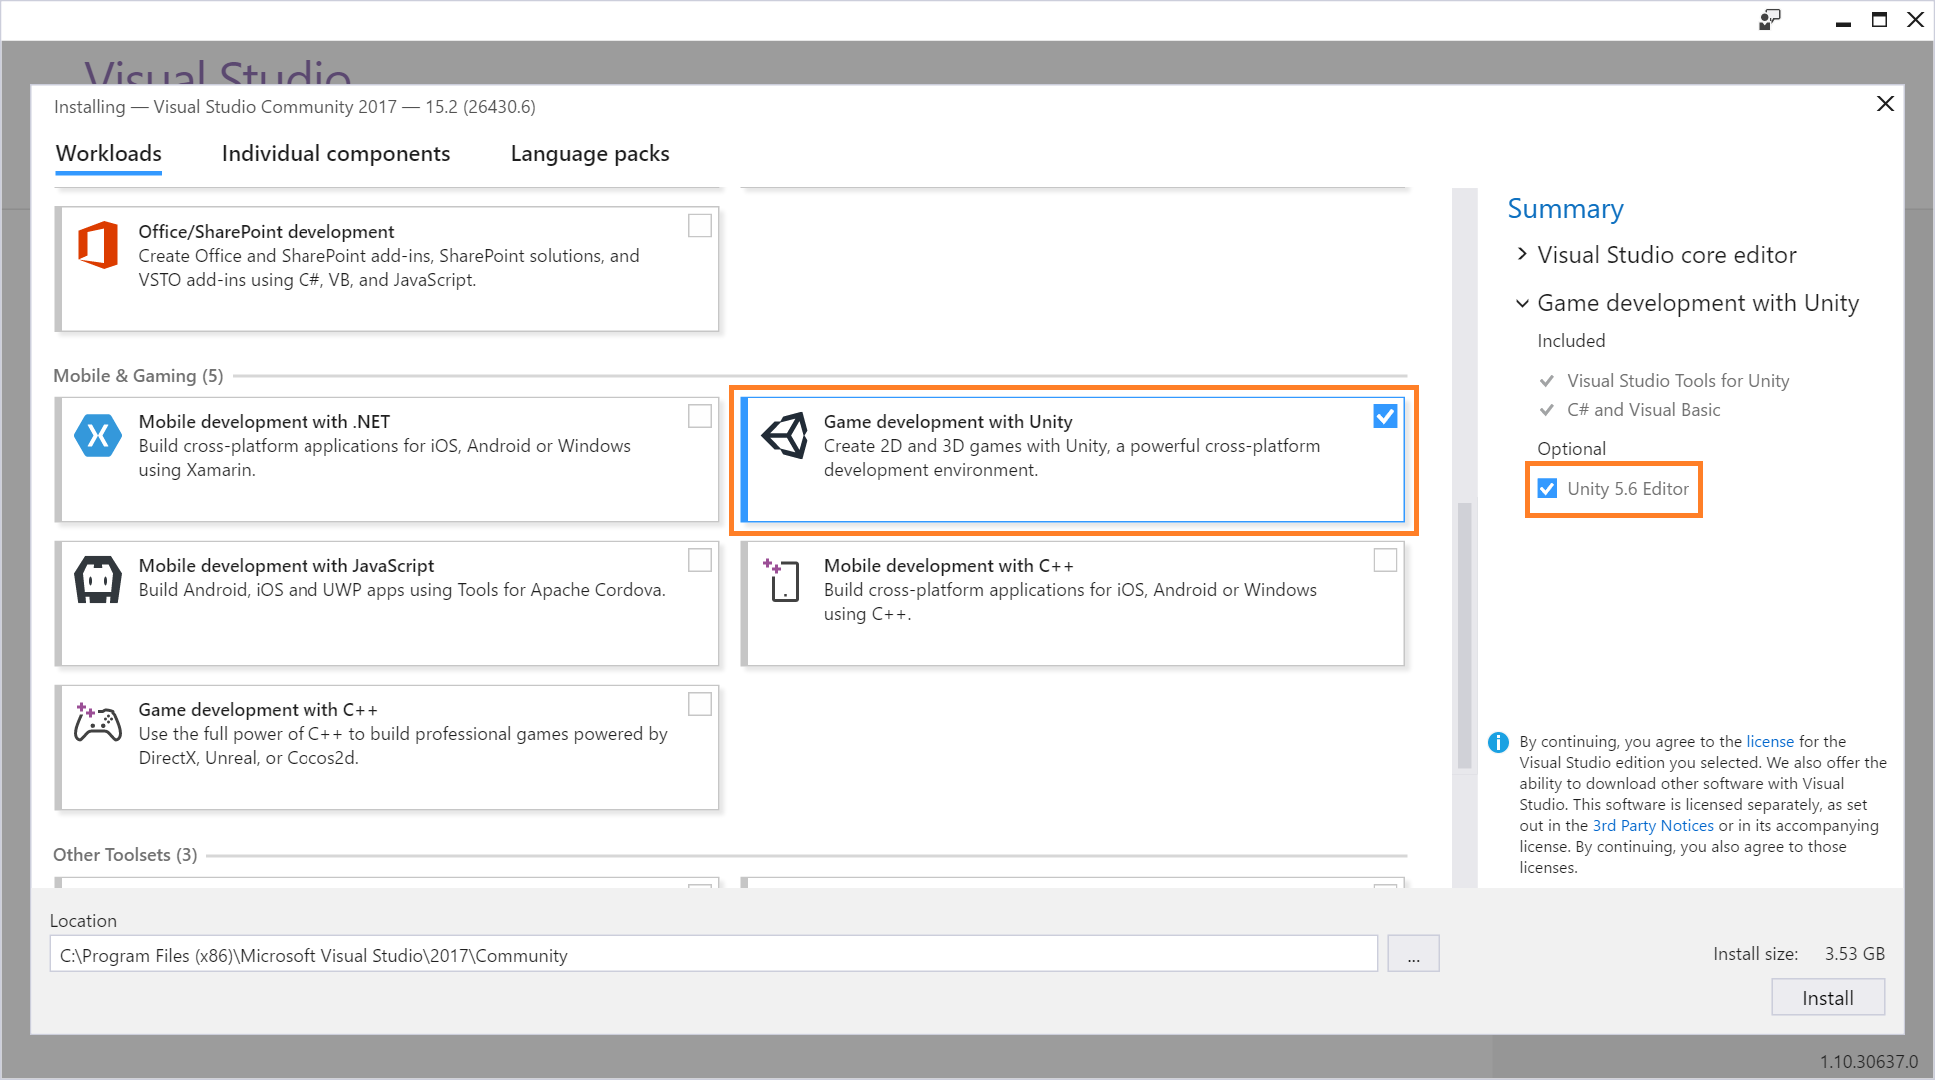 Visual Studio
Installing — Visual Studio Community 2017 — 15.2 (26430.6)
Workloads
Individual components
Language packs
Office/SharePoint development
Create Office and SharePoint add-ins, SharePoint solutions, and
VSTO add-ins using C#, VB, and JavaScript.
Mobile & Gaming (5)
Mobile development with .NET
Build cross-platform applications for iOS, Android or Windows
using Xamarin.
Game development with Unity
Create 2D and 3D games with Unity, a powerful cross-platform
development environment.
Mobile development with JavaScript
Build Android, iOS and UWP apps using Tools for Apache Cordova.
Mobile development with C++
Build cross-platform applications for iOS, Android or Windows
using C++.
Game development with C++
Use the full power of C++ to build professional games powered by
DirectX, Unreal, or Cocos2d.
Other Toolsets (3)
Summary
Visual Studio core editor
Game development with Unity
Included
Visual Studio Tools for Unity
C# and Visual Basic
Optional
Unity 5.6 Editor
By continuing, you agree to the license for the
Visual Studio edition you selected. We also offer the
ability to download other software with Visual
Studio. This software is licensed separately, as set
out in the 3rd Party Notices or in its accompanying
license. By continuing, you also agree to those
licenses.
Location
C:\Program Files (x86)\Microsoft Visual Studio\2017\Community
...
Install size: 3.53 GB
Install
1.10.30637.0